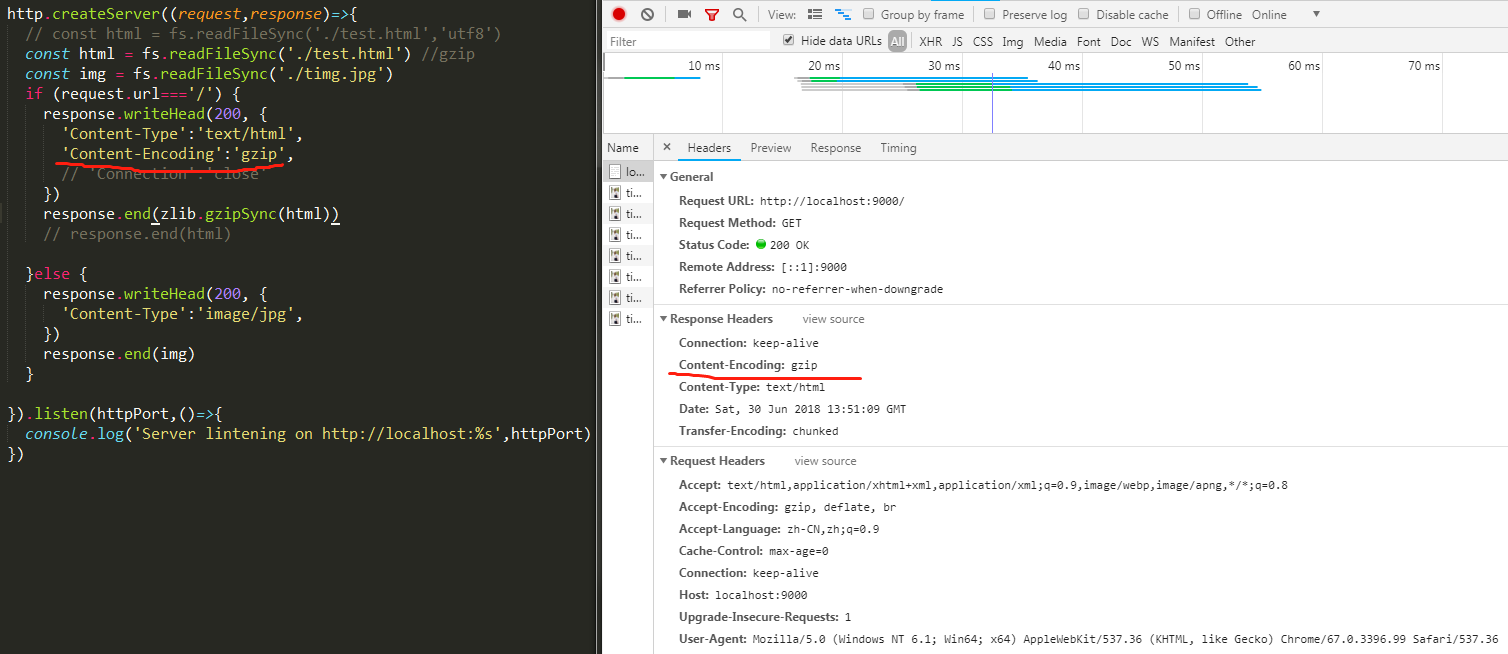 http.createServer((request,response)=>{
// const html = fs.readFileSync('./test.html','utf8')
const html = fs.readFileSync('./test.html') //gzip
const img = fs.readFileSync('./timg.jpg')
if (request.url==='/') {
response.writeHead(200, {
'Content-Type':'text/html',
'Content-Encoding':'gzip',
// 'Connection':'close'
})
response.end(zlib.gzipSync(html))
// response.end(html)
}else {
response.writeHead(200, {
'Content-Type':'image/jpg',
})
response.end(img)
}
}).listen(httpPort,()=>{
console.log('Server lintening on http://localhost:%s',httpPort)
})
View: Group by frame Preserve log Disable cache Offline Online ▼
Filter Hide data URLs All XHR JS CSS Img Media Font Doc WS Manifest Other
10 ms 20 ms 30 ms 40 ms 50 ms 60 ms 70 ms
Name × Headers Preview Response Timing
lo...
ti...
ti...
ti...
ti...
ti...
ti...
ti...
▼ General
Request URL: http://localhost:9000/
Request Method: GET
Status Code: 200 OK
Remote Address: [::1]:9000
Referrer Policy: no-referrer-when-downgrade
▼ Response Headers view source
Connection: keep-alive
Content-Encoding: gzip
Content-Type: text/html
Date: Sat, 30 Jun 2018 13:51:09 GMT
Transfer-Encoding: chunked
▼ Request Headers view source
Accept: text/html,application/xhtml+xml,application/xml;q=0.9,image/webp,image/apng,*/*;q=0.8
Accept-Encoding: gzip, deflate, br
Accept-Language: zh-CN,zh;q=0.9
Cache-Control: max-age=0
Connection: keep-alive
Host: localhost:9000
Upgrade-Insecure-Requests: 1
User-Agent: Mozilla/5.0 (Windows NT 6.1; Win64; x64) AppleWebKit/537.36 (KHTML, like Gecko) Chrome/67.0.3396.99 Safari/537.36